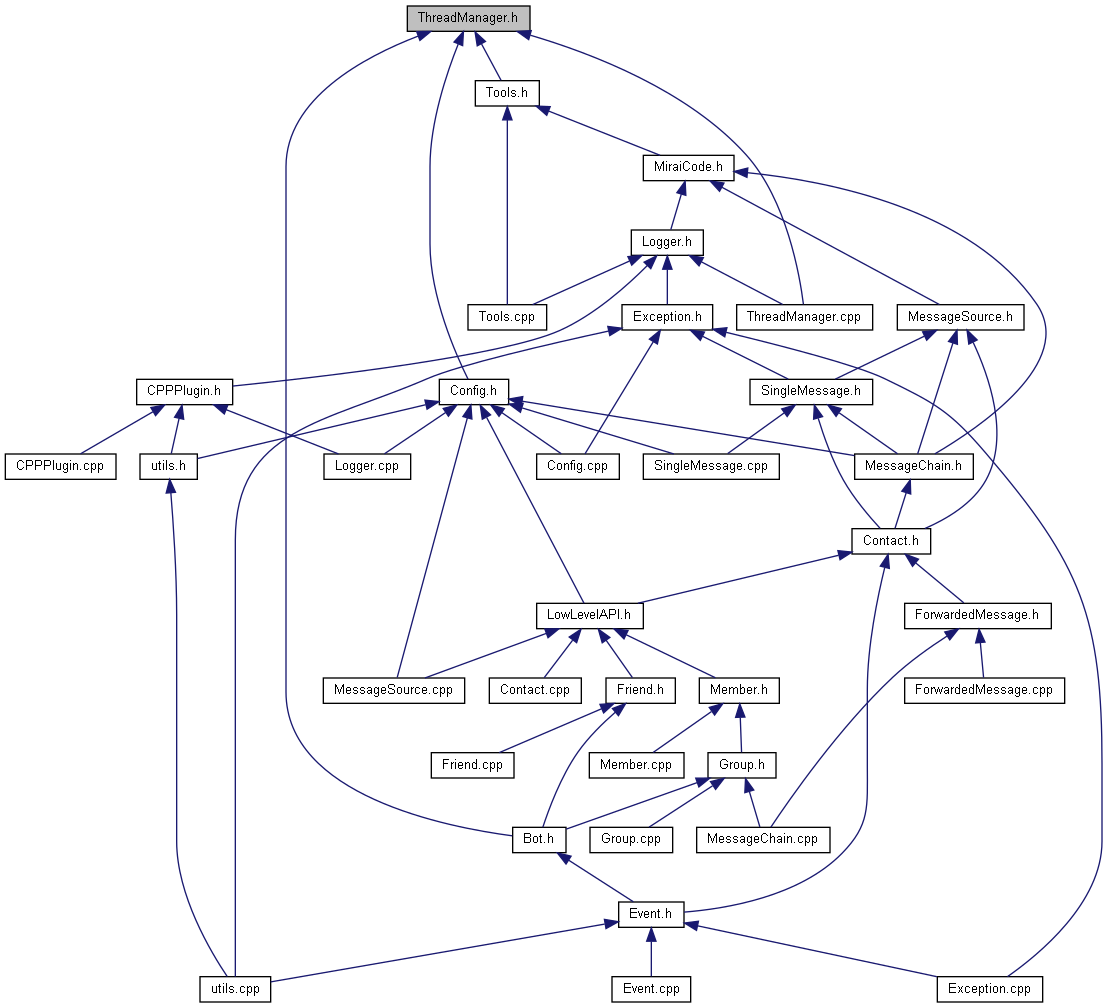 ThreadManager.h
Tools.h
MiraiCode.h
Logger.h
Tools.cpp
Exception.h
ThreadManager.cpp
MessageSource.h
CPPPlugin.h
Config.h
SingleMessage.h
CPPPlugin.cpp
utils.h
Logger.cpp
Config.cpp
SingleMessage.cpp
MessageChain.h
Contact.h
LowLevelAPI.h
ForwardedMessage.h
MessageSource.cpp
Contact.cpp
Friend.h
Member.h
ForwardedMessage.cpp
Friend.cpp
Member.cpp
Group.h
Bot.h
Group.cpp
MessageChain.cpp
Event.h
utils.cpp
Event.cpp
Exception.cpp